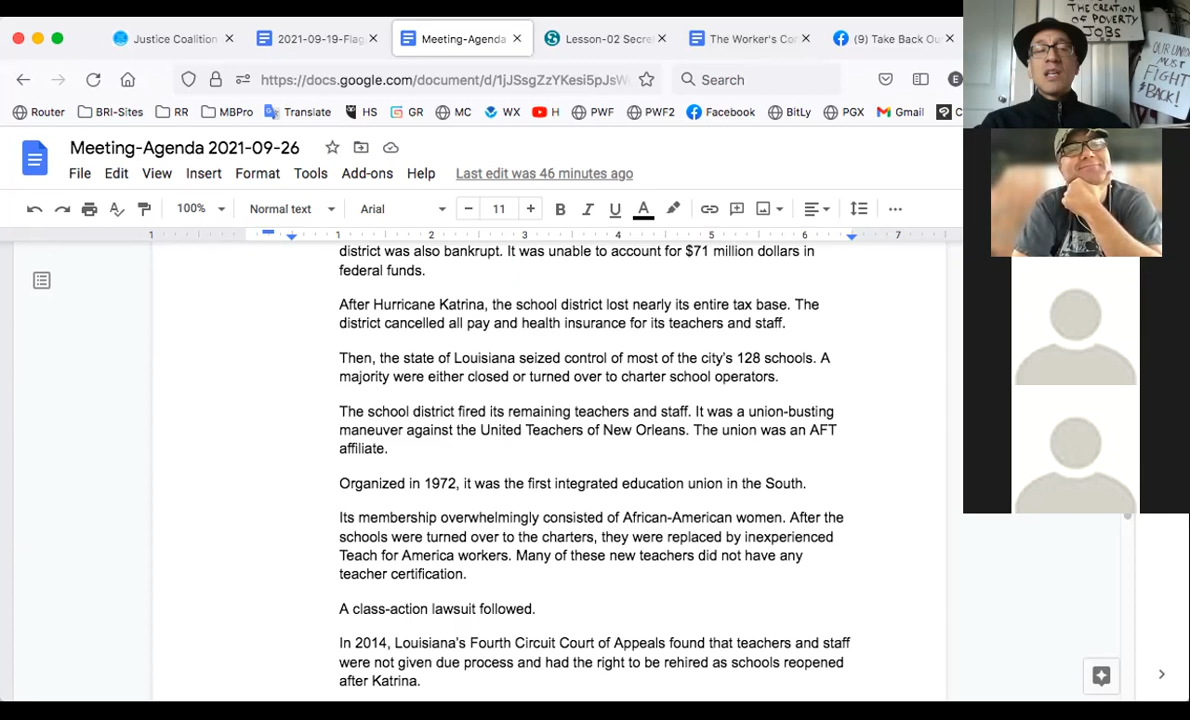 Justice Coalition
2021-09-19-Flag
Meeting-Agenda
Lesson-02 Secre
The Worker's Co
(9) Take Back Ou
https://docs.google.com/document/d/1jJSsgZzYKesi5pJsW
Search
Router
BRI-Sites
RR
MBPro
Translate
HS
GR
MC
WX
H
PWF
PWF2
Facebook
BitLy
PGX
Gmail
Meeting-Agenda 2021-09-26
File Edit View Insert Format Tools Add-ons Help Last edit was 46 minutes ago
100% Normal text Arial 11 B I U A
1 1 2 3 4 5 6 7
district was also bankrupt. It was unable to account for $71 million dollars in
federal funds.
After Hurricane Katrina, the school district lost nearly its entire tax base. The
district cancelled all pay and health insurance for its teachers and staff.
Then, the state of Louisiana seized control of most of the city's 128 schools. A
majority were either closed or turned over to charter school operators.
The school district fired its remaining teachers and staff. It was a union-busting
maneuver against the United Teachers of New Orleans. The union was an AFT
affiliate.
Organized in 1972, it was the first integrated education union in the South.
Its membership overwhelmingly consisted of African-American women. After the
schools were turned over to the charters, they were replaced by inexperienced
Teach for America workers. Many of these new teachers did not have any
teacher certification.
A class-action lawsuit followed.
In 2014, Louisiana's Fourth Circuit Court of Appeals found that teachers and staff
were not given due process and had the right to be rehired as schools reopened
after Katrina.
THE CREATION
OF POVERTY
JOBS
OUR UNION
MUST
FIGHT
BACK!